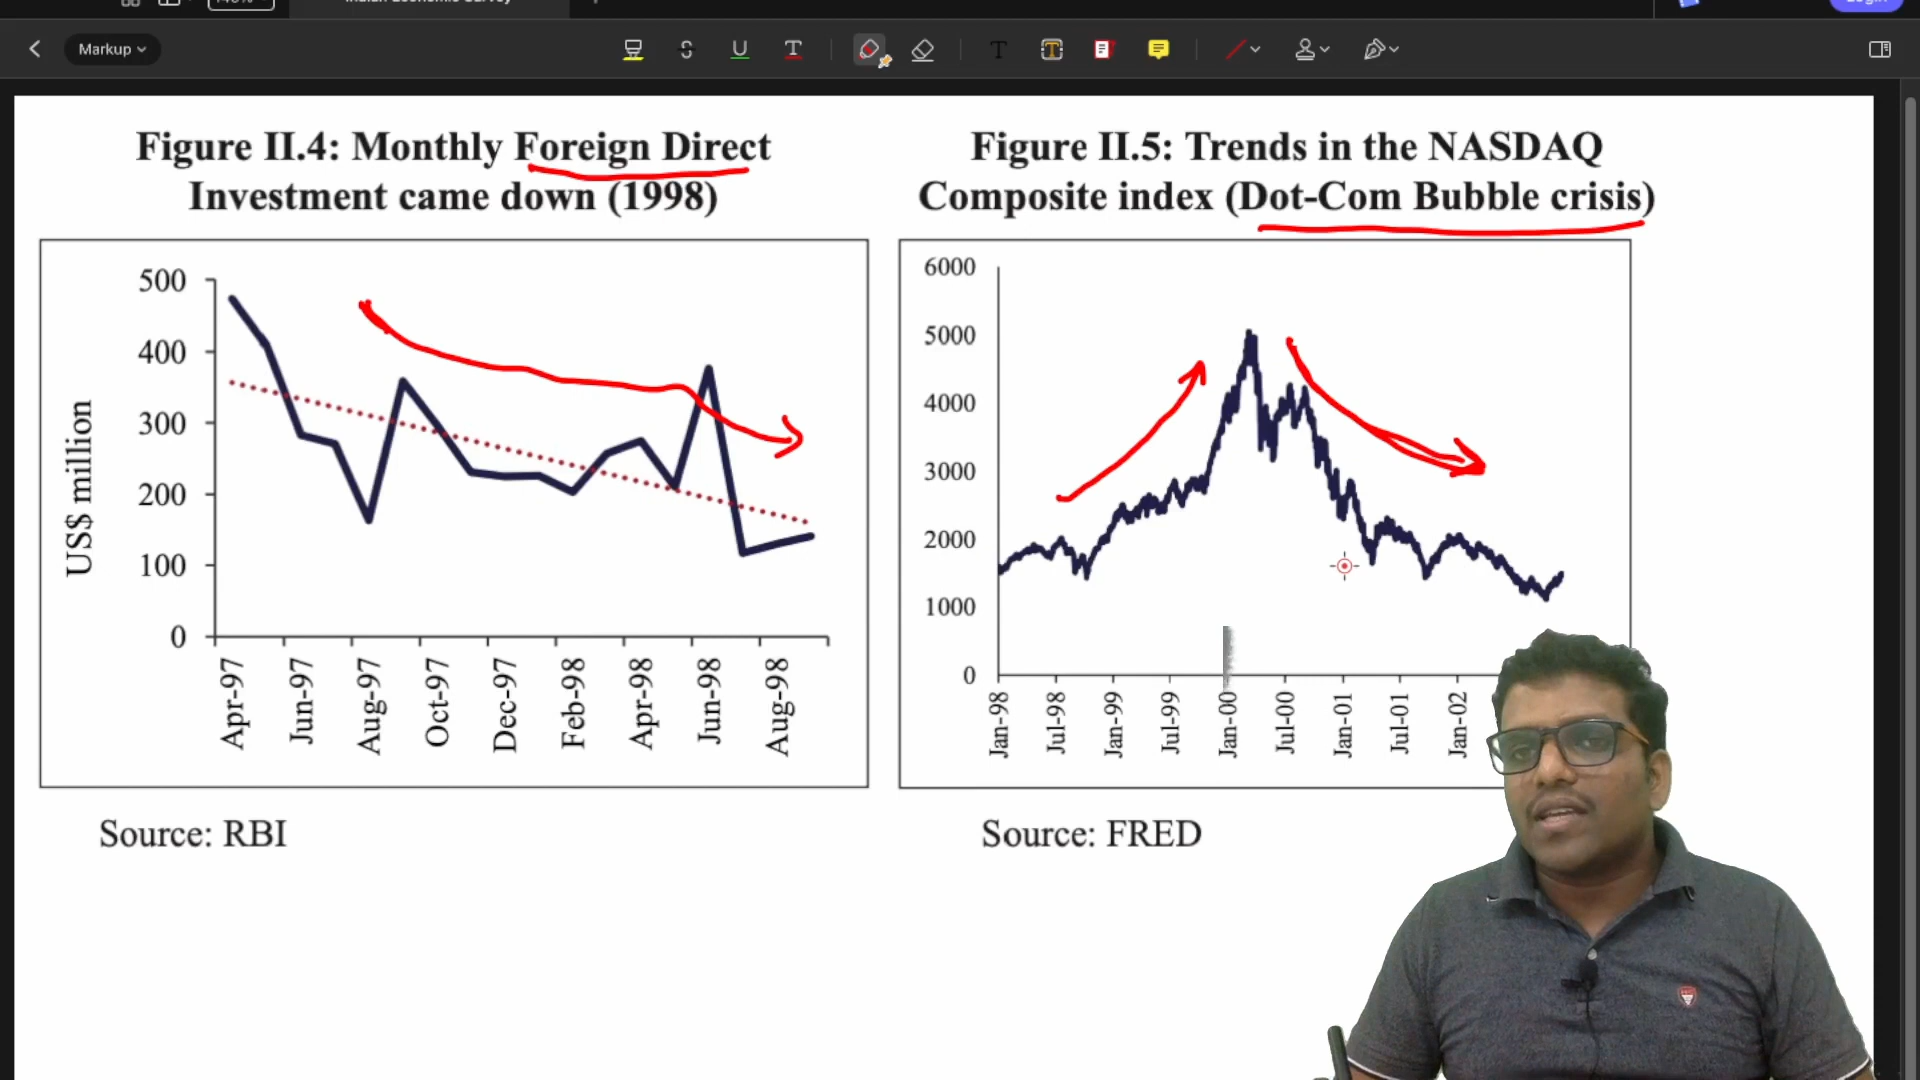 Markup
Figure II.4: Monthly Foreign Direct
Investment came down (1998)
US$ million
500
400
300
200
100
0
Apr-97
Jun-97
Aug-97
Oct-97
Dec-97
Feb-98
Apr-98
Jun-98
Aug-98
Source: RBI
Figure II.5: Trends in the NASDAQ
Composite index (Dot-Com Bubble crisis)
6000
5000
4000
3000
2000
1000
0
Jan-98
Jul-98
Jan-99
Jul-99
Jan-00
Jul-00
Jan-01
Jul-01
Jan-02
Source: FRED